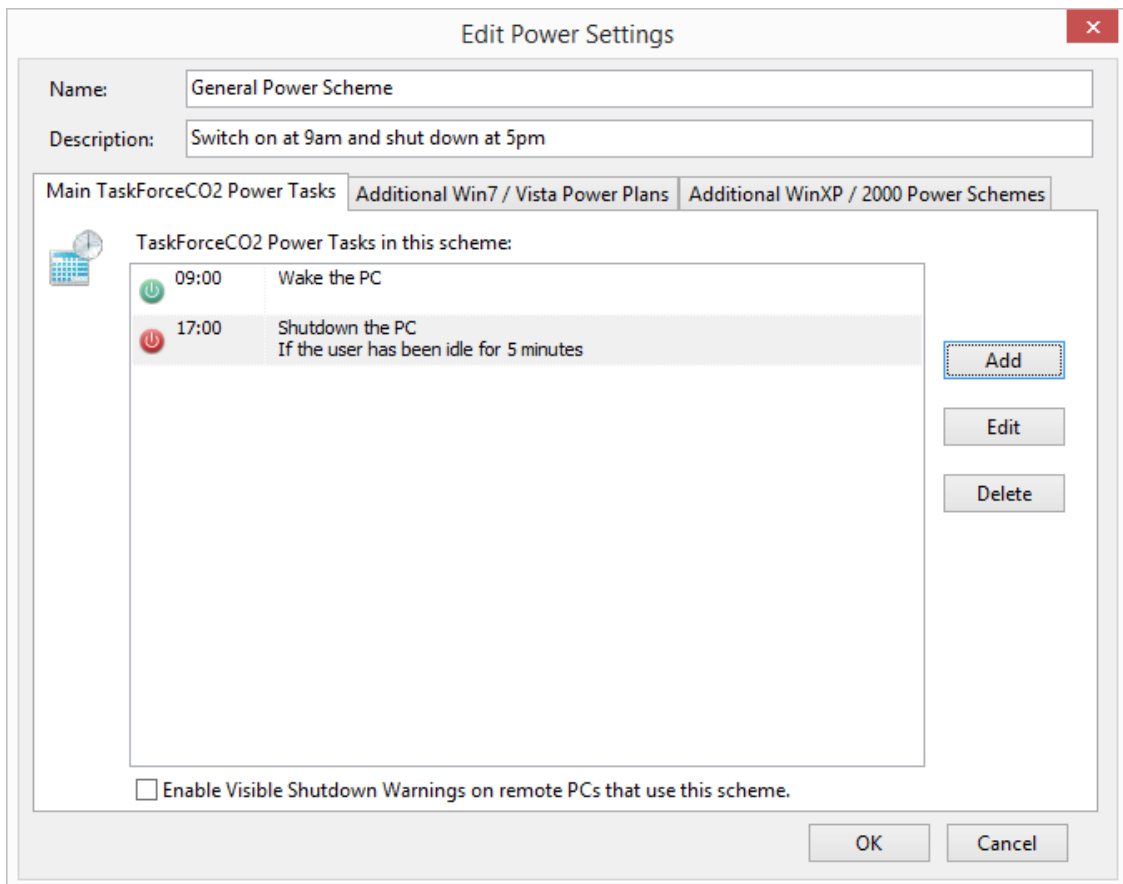 Edit Power Settings
Name:
General Power Scheme
Description:
Switch on at 9am and shut down at 5pm
Main TaskForceCO2 Power Tasks
Additional Win7 / Vista Power Plans
Additional WinXP / 2000 Power Schemes
TaskForceCO2 Power Tasks in this scheme:
09:00 Wake the PC
17:00 Shutdown the PC
If the user has been idle for 5 minutes
Add
Edit
Delete
Enable Visible Shutdown Warnings on remote PCs that use this scheme.
OK
Cancel